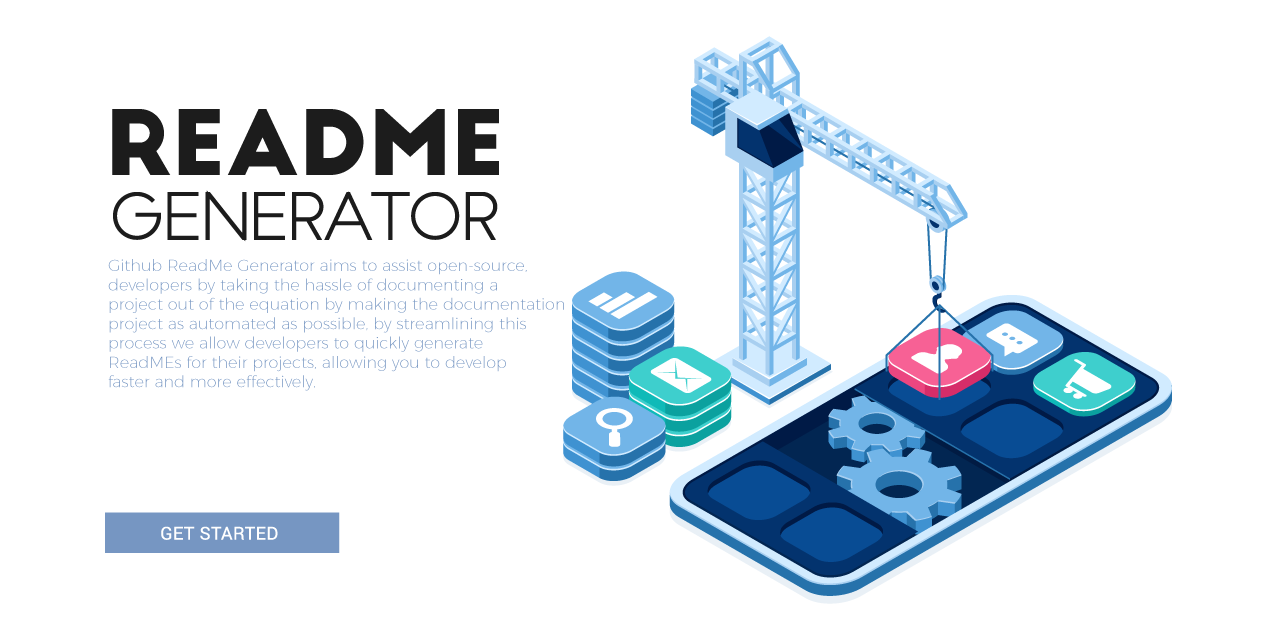 README
GENERATOR
Github ReadMe Generator aims to assist open-source,
developers by taking the hassle of documenting a
project out of the equation by making the documentation
project as automated as possible, by streamlining this
process we allow developers to quickly generate
ReadMEs for their projects, allowing you to develop
faster and more effectively.
GET STARTED